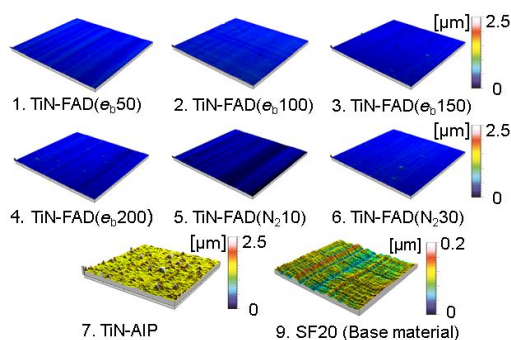 [μm] 2.5
0
1. TiN-FAD(eb50) 2. TiN-FAD(eb100) 3. TiN-FAD(eb150)
[μm] 2.5
0
4. TiN-FAD(eb200) 5. TiN-FAD(N210) 6. TiN-FAD(N230)
[μm] 2.5 [μm] 0.2
0 0
7. TiN-AIP 9. SF20 (Base material)